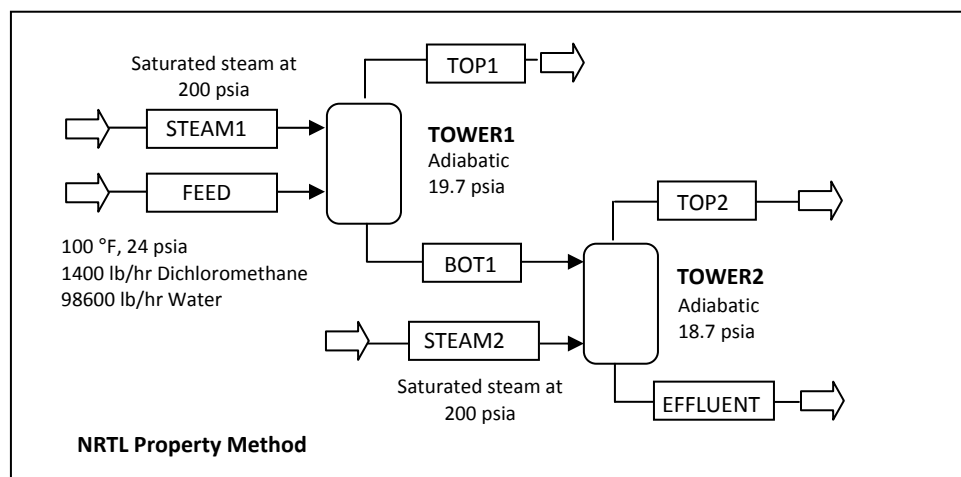 Saturated steam at
200 psia
TOP1
STEAM1
TOWER1
Adiabatic
19.7 psia
FEED
TOP2
100 °F, 24 psia
1400 lb/hr Dichloromethane
98600 lb/hr Water
BOT1
TOWER2
Adiabatic
18.7 psia
STEAM2
Saturated steam at
200 psia
EFFLUENT
NRTL Property Method